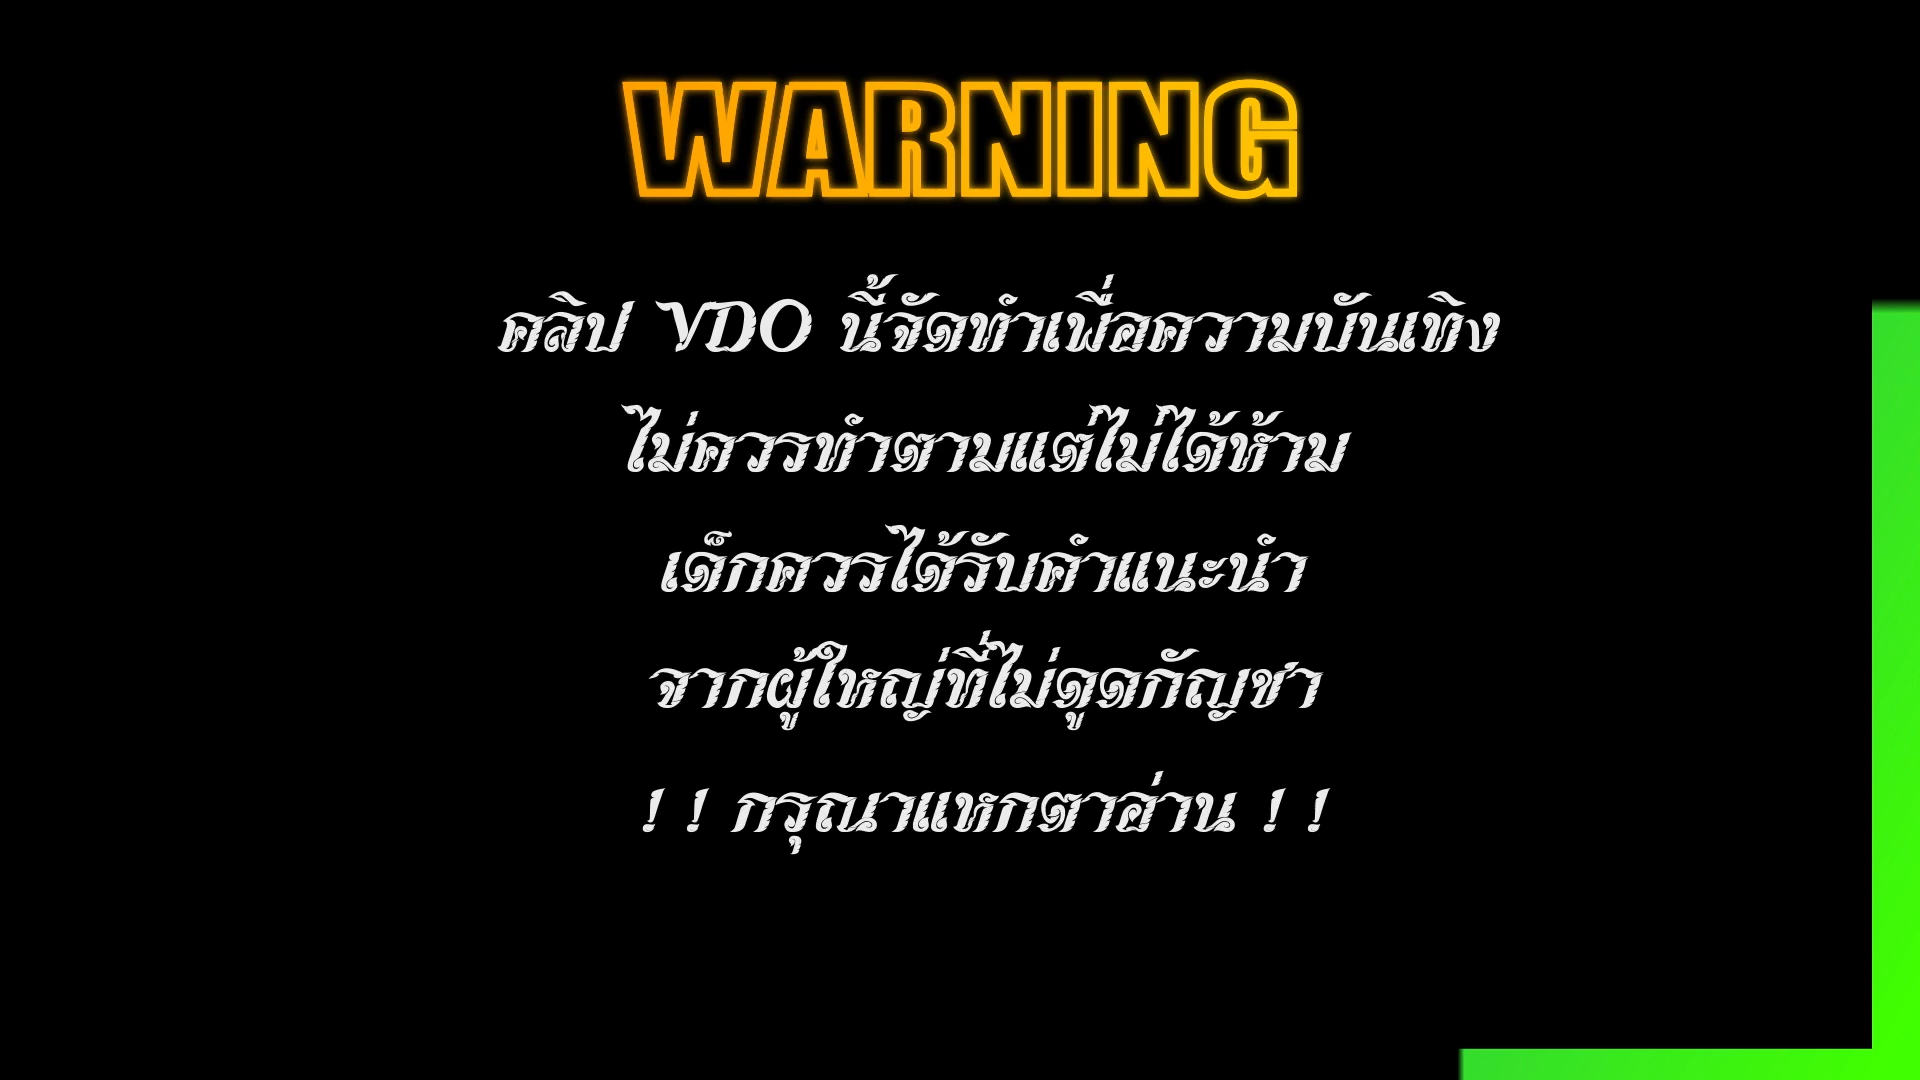 WARNING
คลิป VDO นี้จัดทำเพื่อความบันเทิง
ไม่ควรทำตามแต่ไม่ได้ห้าม
เด็กควรได้รับคำแนะนำ
จากผู้ใหญ่ที่ไม่ดูดกัญชา
! ! กรุณาแหกตาอ่าน ! !